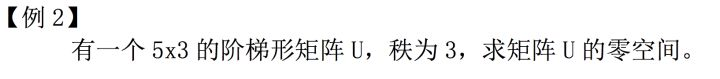 【例 2】
有一个 5x3 的阶梯形矩阵 U，秩为 3，求矩阵 U 的零空间。